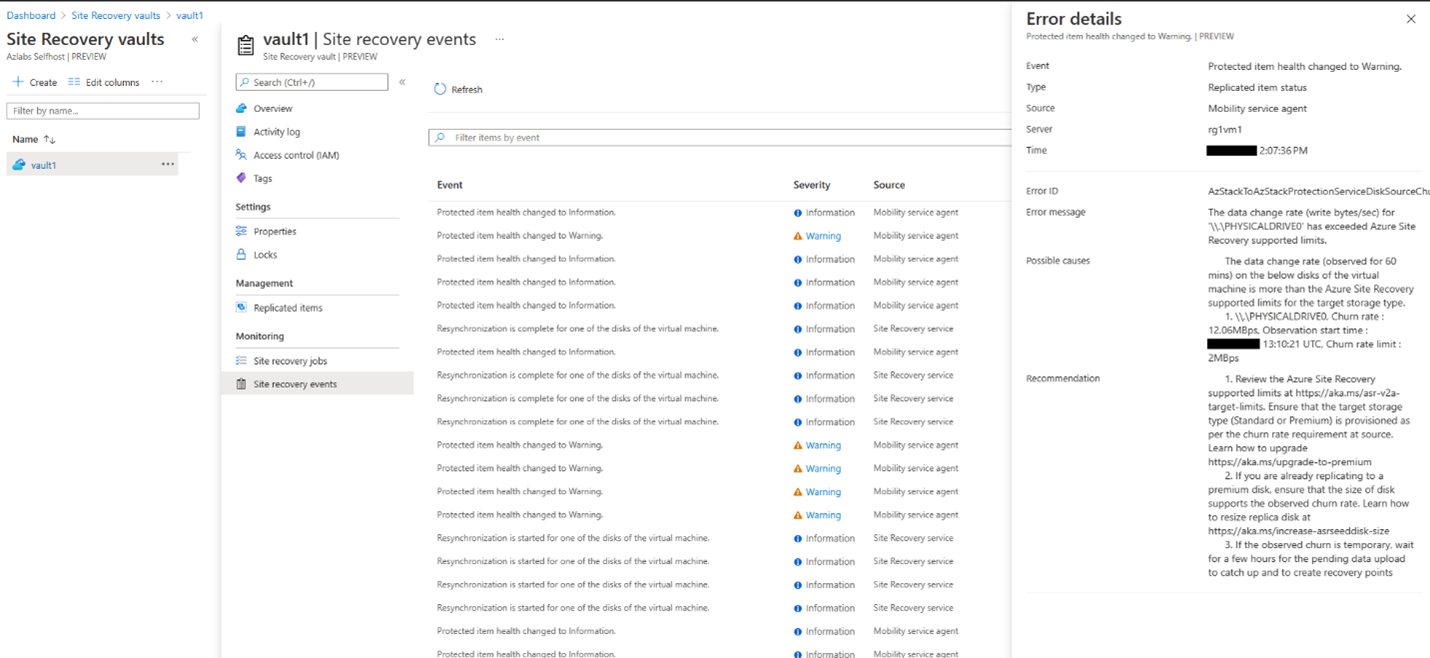 Dashboard > Site Recovery vaults > vault1
Site Recovery vaults «
Azlabs Selfhost | PREVIEW
+ Create Edit columns ...
Filter by name...
Name ↑↓
vault1 ...
vault1 | Site recovery events ...
Site Recovery vault | PREVIEW
Search (Ctrl+/) «
Overview
Activity log
Access control (IAM)
Tags
Settings
Properties
Locks
Management
Replicated items
Monitoring
Site recovery jobs
Site recovery events
Refresh
Filter items by event
Event Severity Source
Protected item health changed to Information. Information Mobility service agent
Protected item health changed to Warning. Warning Mobility service agent
Protected item health changed to Information. Information Mobility service agent
Protected item health changed to Information. Information Mobility service agent
Protected item health changed to Information. Information Mobility service agent
Resynchronization is complete for one of the disks of the virtual machine. Information Site Recovery service
Protected item health changed to Information. Information Mobility service agent
Resynchronization is complete for one of the disks of the virtual machine. Information Site Recovery service
Resynchronization is complete for one of the disks of the virtual machine. Information Site Recovery service
Resynchronization is complete for one of the disks of the virtual machine. Information Site Recovery service
Protected item health changed to Warning. Warning Mobility service agent
Protected item health changed to Warning. Warning Mobility service agent
Protected item health changed to Warning. Warning Mobility service agent
Protected item health changed to Warning. Warning Mobility service agent
Resynchronization is started for one of the disks of the virtual machine. Information Site Recovery service
Resynchronization is started for one of the disks of the virtual machine. Information Site Recovery service
Resynchronization is started for one of the disks of the virtual machine. Information Site Recovery service
Resynchronization is started for one of the disks of the virtual machine. Information Site Recovery service
Protected item health changed to Information. Information Mobility service agent
Protected item health changed to Information. Information Mobility service agent
Error details
Protected item health changed to Warning. | PREVIEW
Event Protected item health changed to Warning.
Type Replicated item status
Source Mobility service agent
Server rg1vm1
Time 2:07:36 PM
Error ID AzStackToAzStackProtectionServiceDiskSourceChu
Error message The data change rate (write bytes/sec) for
'\\.\PHYSICALDRIVE0' has exceeded Azure Site
Recovery supported limits.
Possible causes The data change rate (observed for 60
mins) on the below disks of the virtual
machine is more than the Azure Site Recovery
supported limits for the target storage type.
1. \\.\PHYSICALDRIVE0, Churn rate :
12.06MBps, Observation start time :
13:10:21 UTC, Churn rate limit :
2MBps
Recommendation 1. Review the Azure Site Recovery
supported limits at https://aka.ms/asr-v2a-
target-limits. Ensure that the target storage
type (Standard or Premium) is provisioned as
per the churn rate requirement at source.
Learn how to upgrade
https://aka.ms/upgrade-to-premium
2. If you are already replicating to a
premium disk, ensure that the size of disk
supports the observed churn rate. Learn how
to resize replica disk at
https://aka.ms/increase-asrseeddisk-size
3. If the observed churn is temporary, wait
for a few hours for the pending data upload
to catch up and to create recovery points